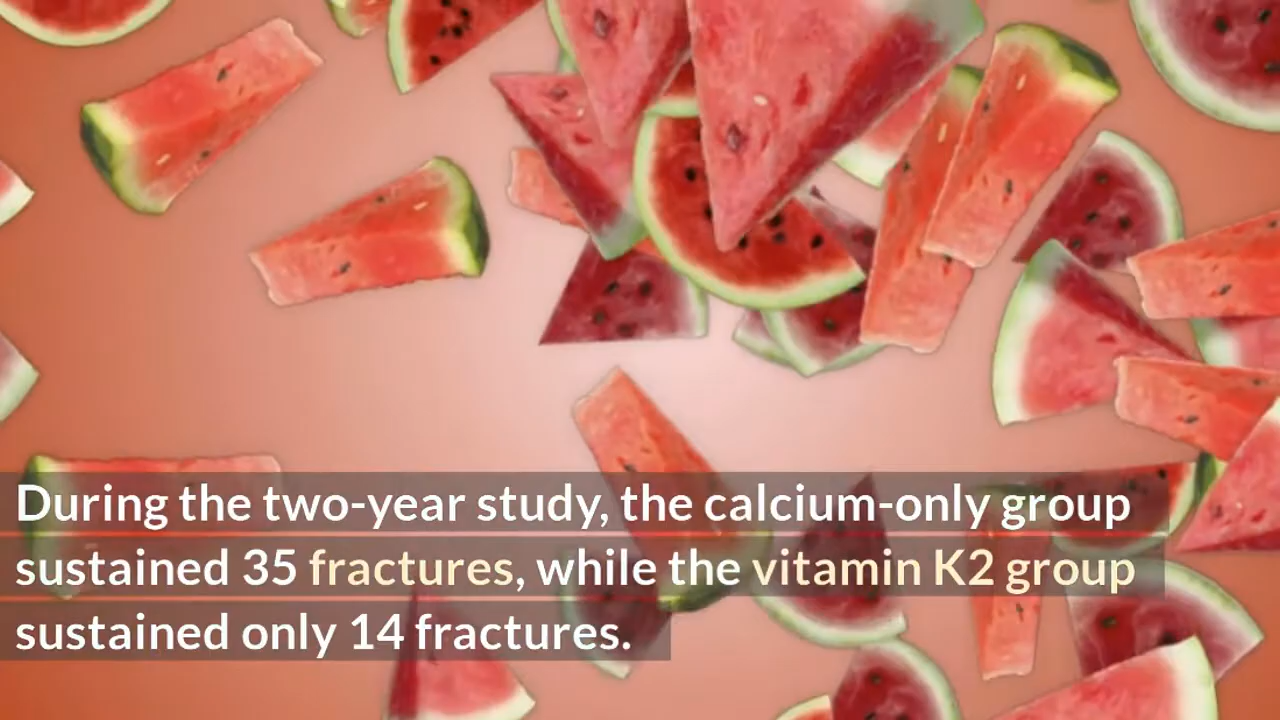 During the two-year study, the calcium-only group
sustained 35 fractures, while the vitamin K2 group
sustained only 14 fractures.